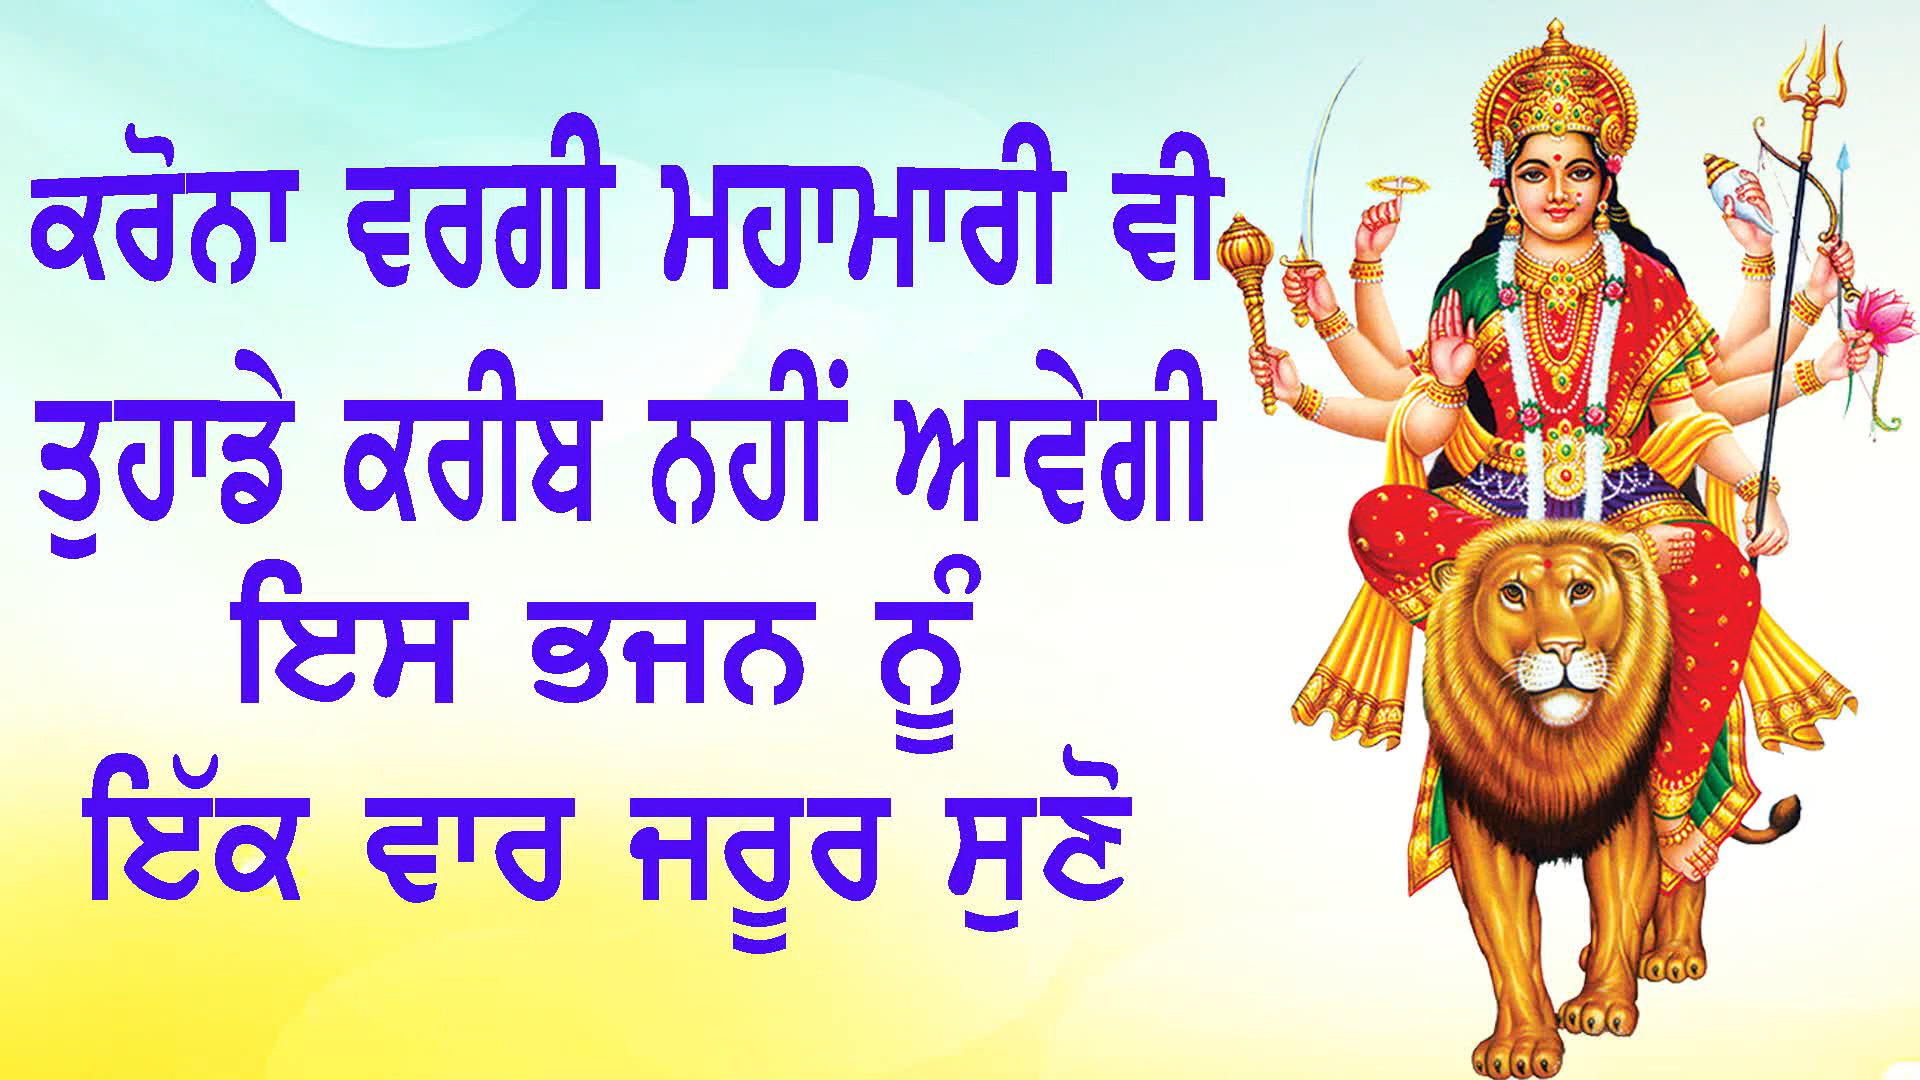 ਕਰੋਨਾ ਵਰਗੀ ਮਹਾਮਾਰੀ ਵੀ
ਤੁਹਾਡੇ ਕਰੀਬ ਨਹੀਂ ਆਵੇਗੀ
ਇਸ ਭਜਨ ਨੂੰ
ਇੱਕ ਵਾਰ ਜਰੂਰ ਸੁਣੋ